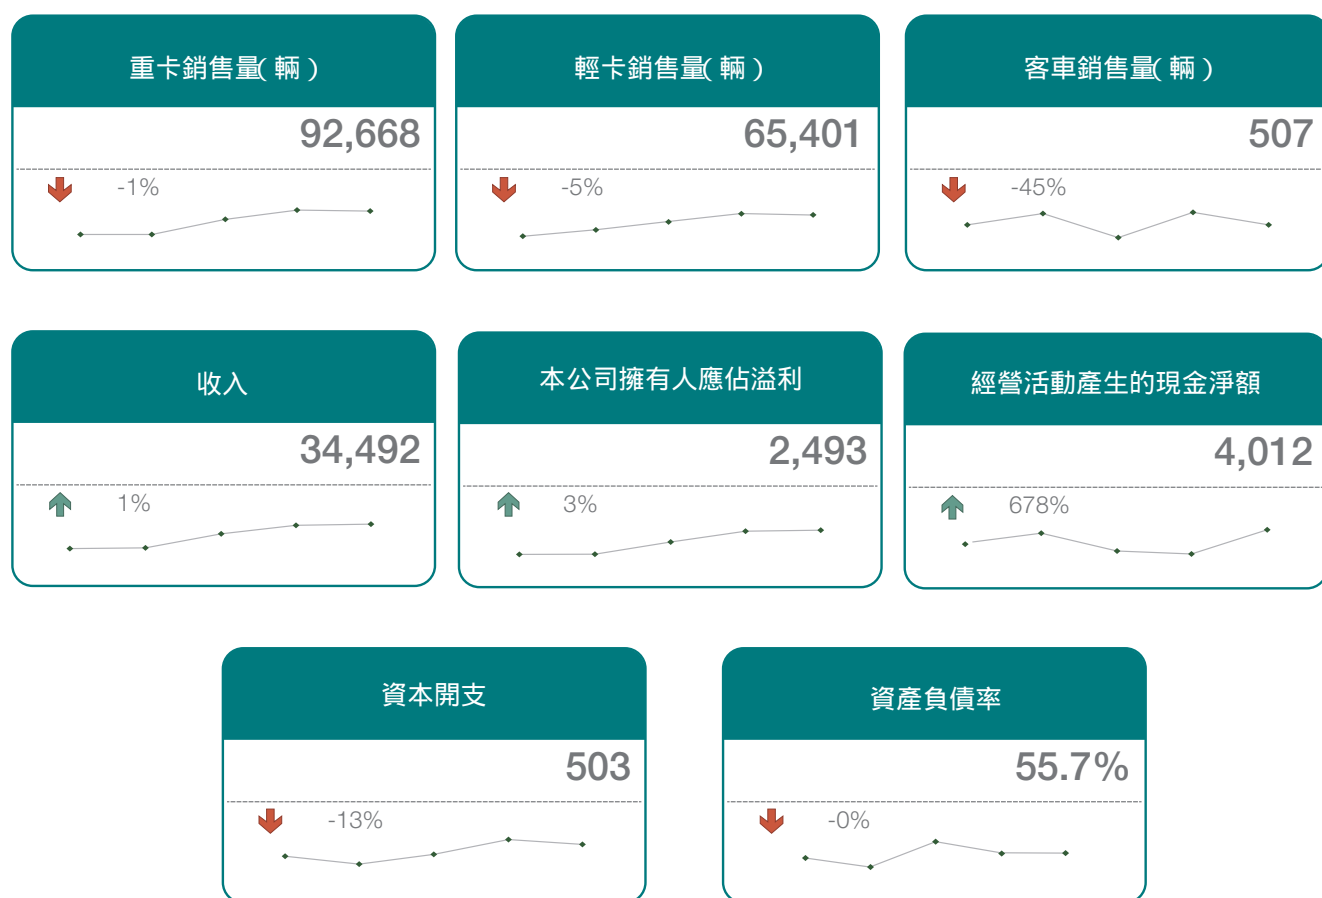 重卡銷售量(輛)
92,668
-1%
輕卡銷售量(輛)
65,401
-5%
客車銷售量(輛)
507
-45%
收入
34,492
1%
本公司擁有人應佔溢利
2,493
3%
經營活動產生的現金淨額
4,012
678%
資本開支
503
-13%
資產負債率
55.7%
-0%